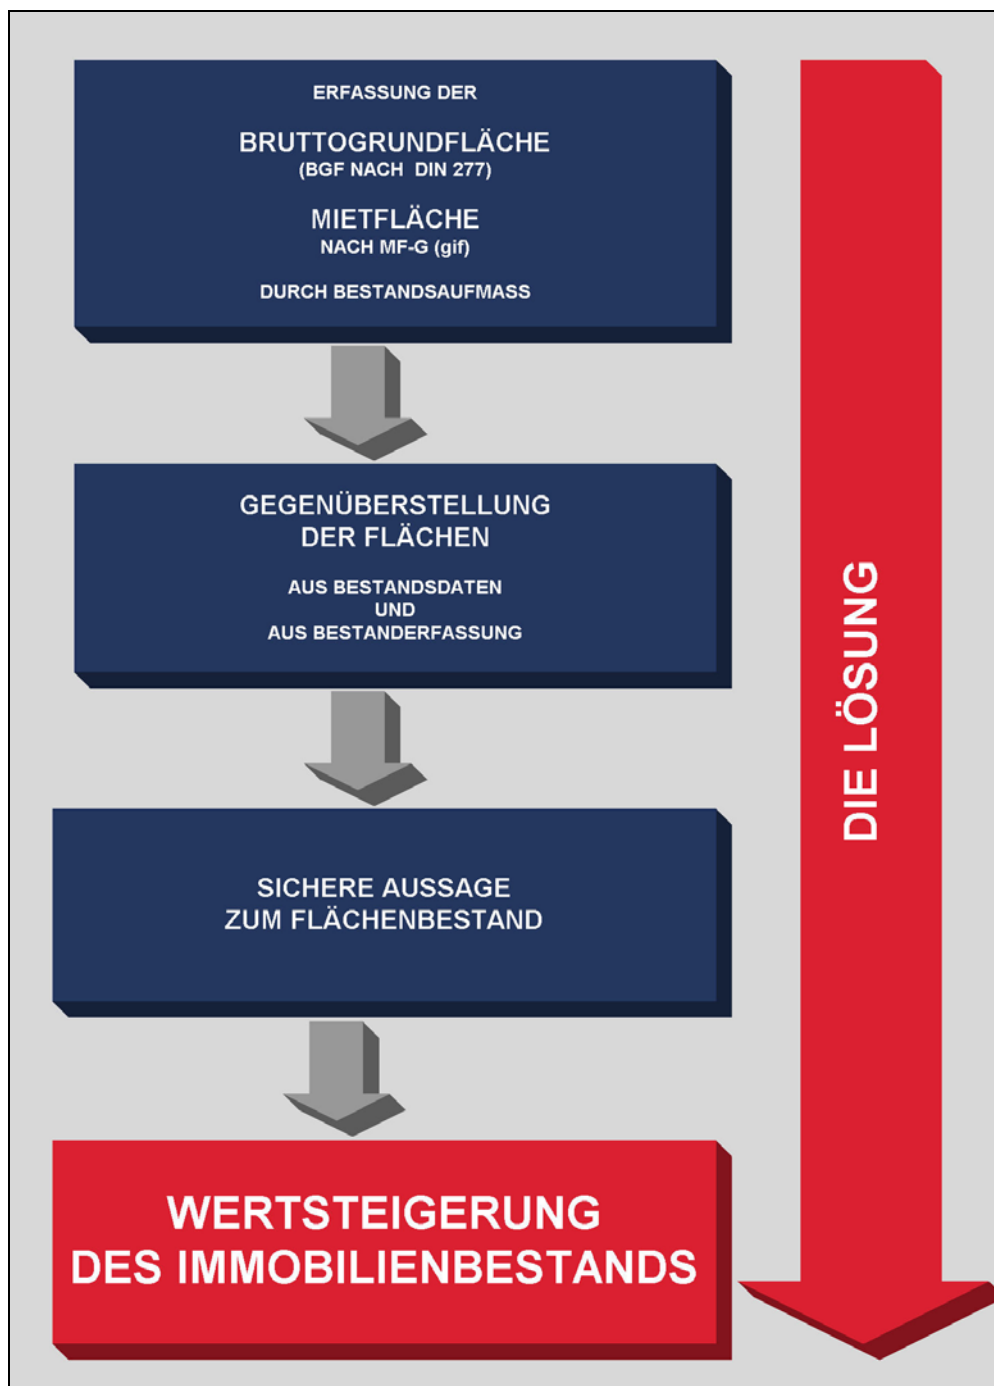 ERFASSUNG DER
BRUTTOGRUNDFLÄCHE
(BGF NACH DIN 277)
MIETFLÄCHE
NACH MF-G (gif)
DURCH BESTANDSAUFMASS
GEGENÜBERSTELLUNG
DER FLÄCHEN
AUS BESTANDSDATEN
UND
AUS BESTANDERFASSUNG
SICHERE AUSSAGE
ZUM FLÄCHENBESTAND
WERTSTEIGERUNG
DES IMMOBILIENBESTANDS
DIE LÖSUNG